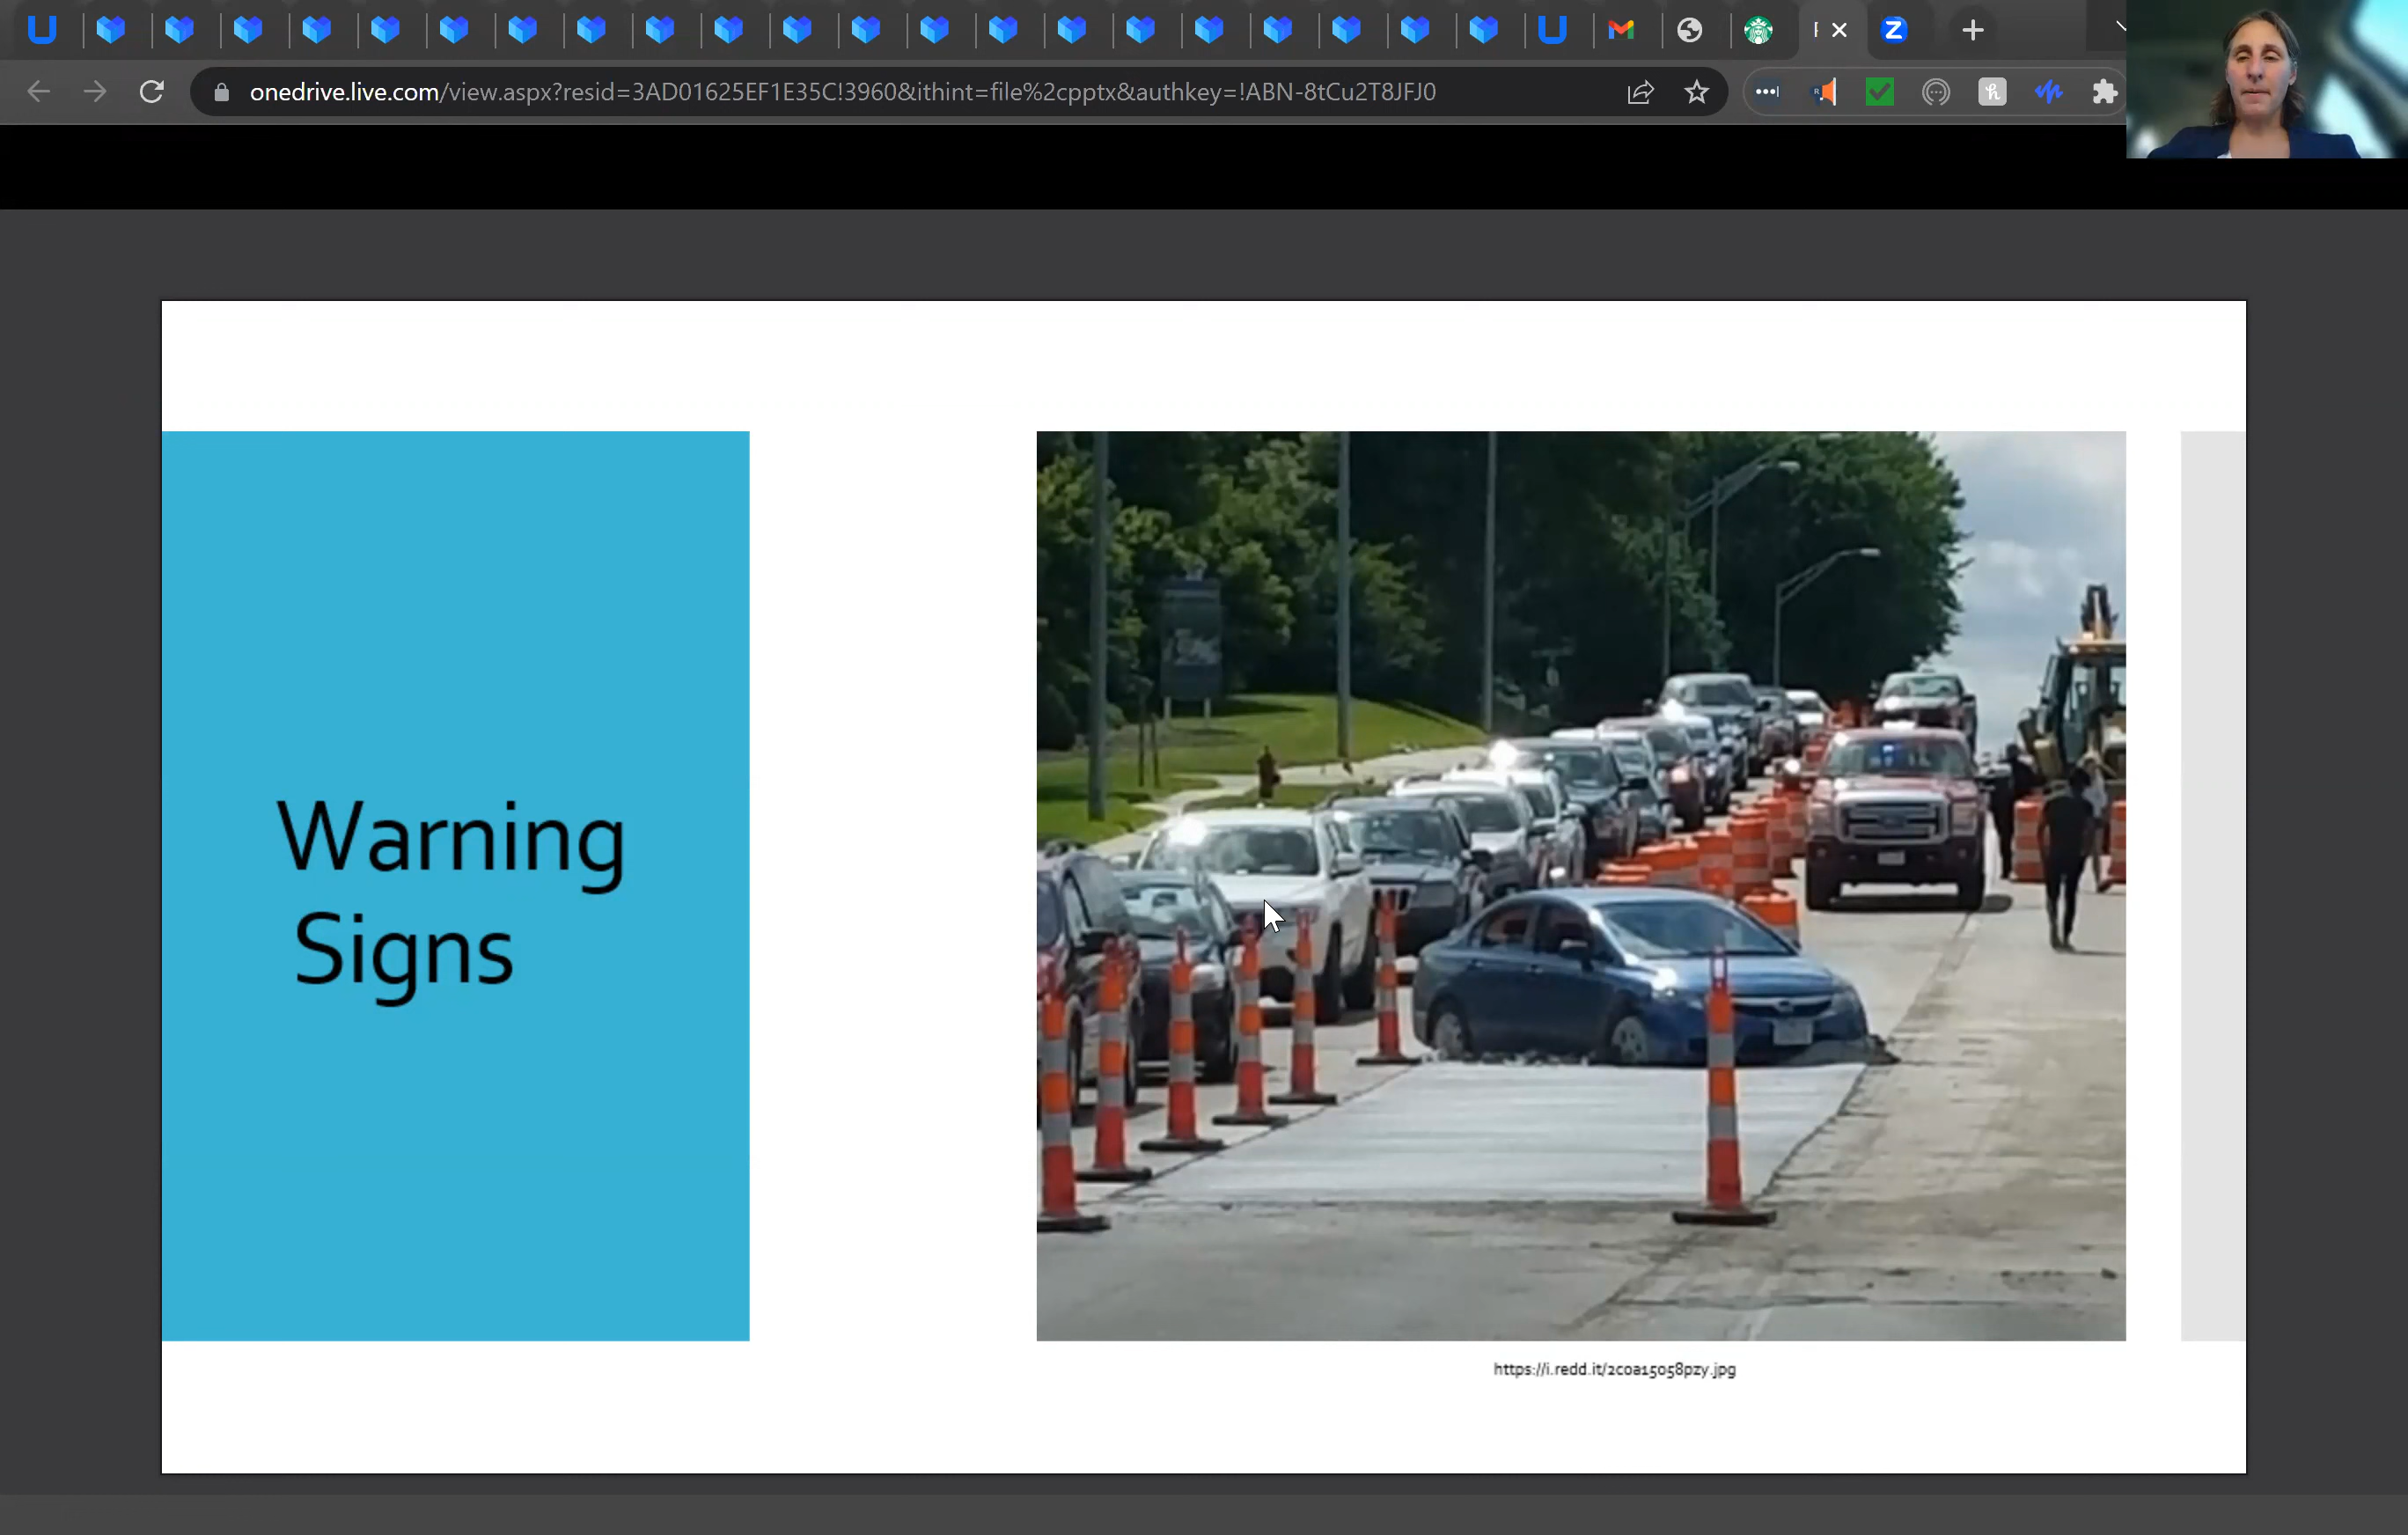 onedrive.live.com/view.aspx?resid=3AD01625EF1E35C!3960&ithint=file%2cpptx&authkey=!ABN-8tCu2T8JFJ0
Warning
Signs
https://i.redd.it/2coa15o58pzy.jpg